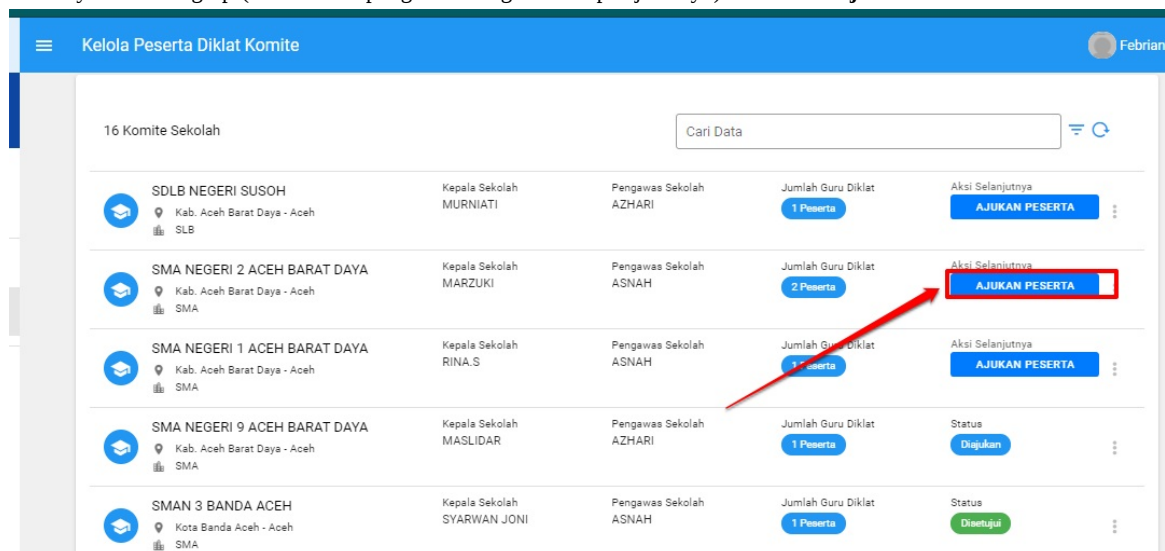 Kelola Peserta Diklat Komite
Febrian
16 Komite Sekolah
Cari Data
SDLB NEGERI SUSOH
Kab. Aceh Barat Daya - Aceh
SLB
Kepala Sekolah
MURNIATI
Pengawas Sekolah
AZHARI
Jumlah Guru Diklat
1 Peserta
Aksi Selanjutnya
AJUKAN PESERTA
SMA NEGERI 2 ACEH BARAT DAYA
Kab. Aceh Barat Daya - Aceh
SMA
Kepala Sekolah
MARZUKI
Pengawas Sekolah
ASNAH
Jumlah Guru Diklat
2 Peserta
Aksi Selanjutnya
AJUKAN PESERTA
SMA NEGERI 1 ACEH BARAT DAYA
Kab. Aceh Barat Daya - Aceh
SMA
Kepala Sekolah
RINA.S
Pengawas Sekolah
ASNAH
Jumlah Guru Diklat
1 Peserta
Aksi Selanjutnya
AJUKAN PESERTA
SMA NEGERI 9 ACEH BARAT DAYA
Kab. Aceh Barat Daya - Aceh
SMA
Kepala Sekolah
MASLIDAR
Pengawas Sekolah
AZHARI
Jumlah Guru Diklat
1 Peserta
Status
Diajukan
SMAN 3 BANDA ACEH
Kota Banda Aceh - Aceh
SMA
Kepala Sekolah
SYARWAN JONI
Pengawas Sekolah
ASNAH
Jumlah Guru Diklat
1 Peserta
Status
Disetujui